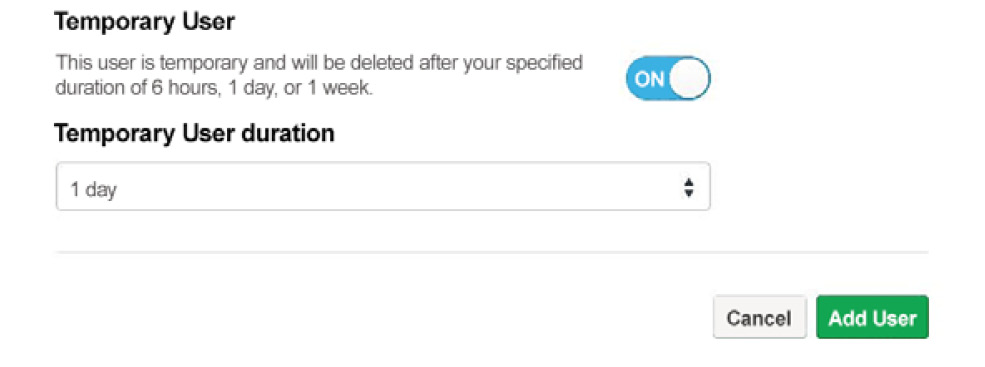 Temporary User
This user is temporary and will be deleted after your specified
duration of 6 hours, 1 day, or 1 week.
ON
Temporary User duration
1 day
Cancel
Add User